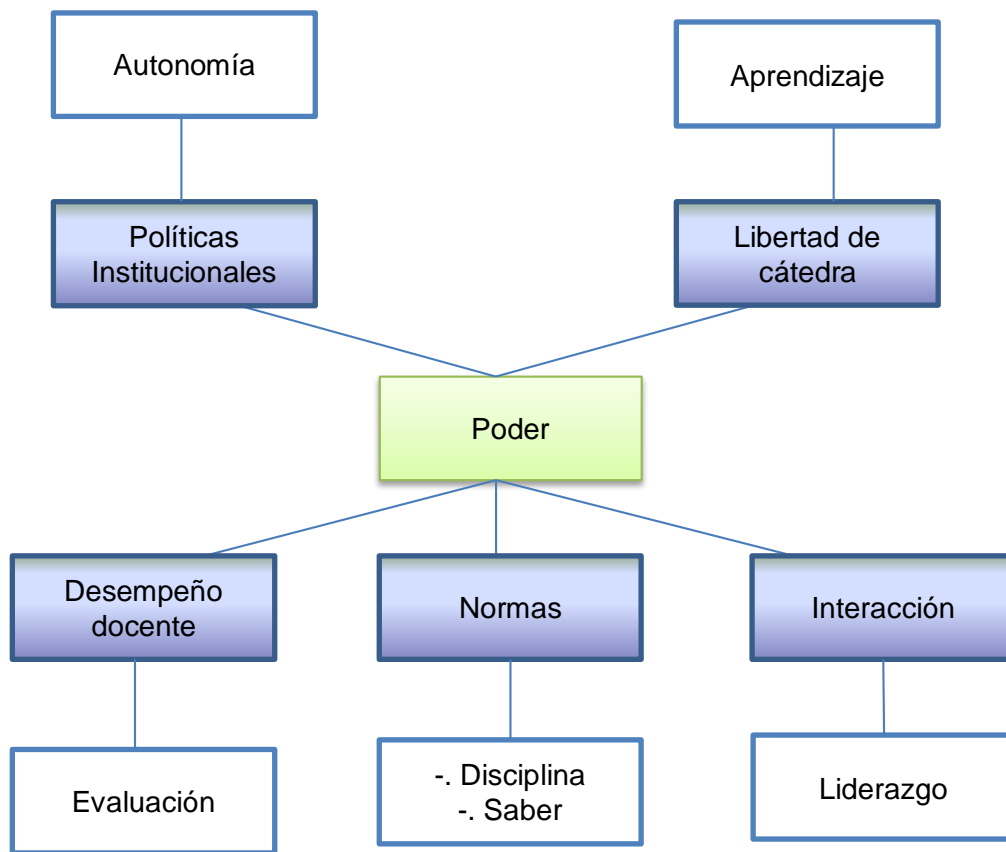 Autonomía
Aprendizaje
Políticas
Institucionales
Libertad de
cátedra
Poder
Desempeño
docente
Normas
Interacción
Evaluación
-. Disciplina
-. Saber
Liderazgo